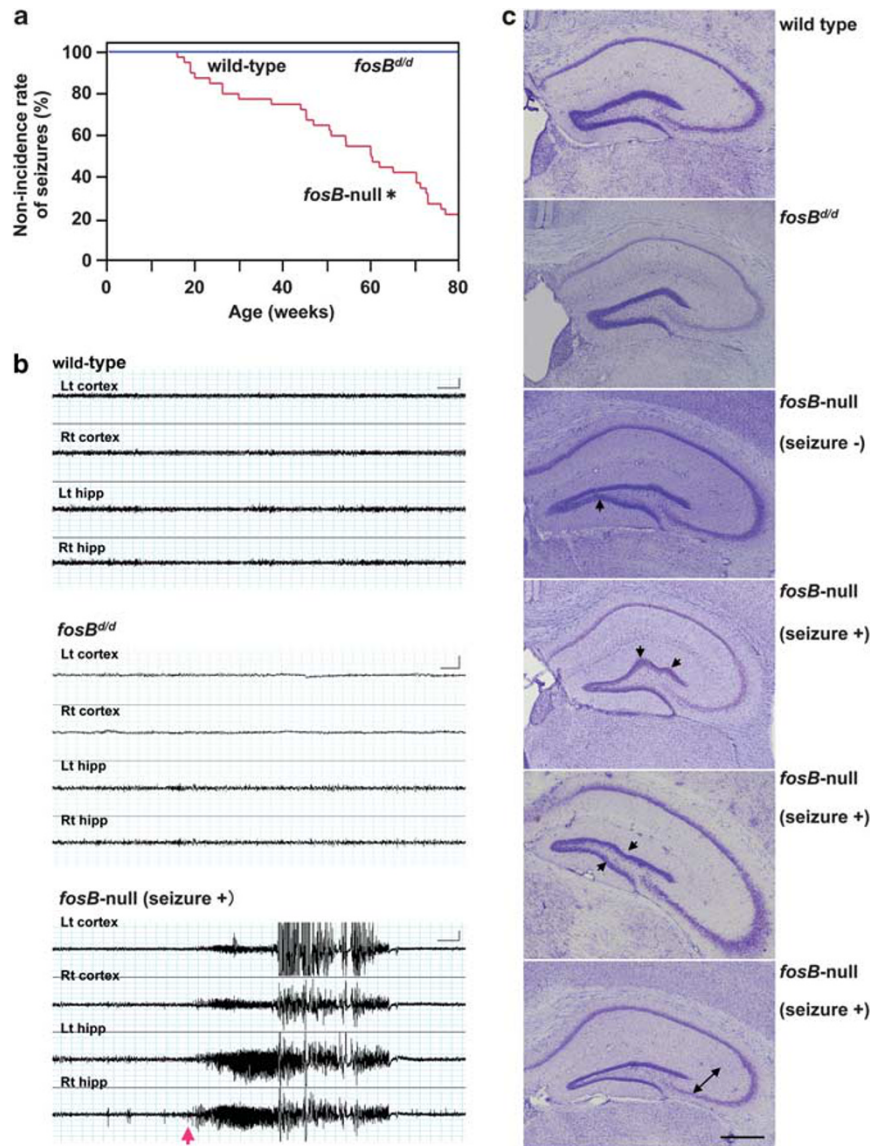 a
Non-incidence rate
of seizures (%)
100
80
60
40
20
0
wild-type
fosB^d/d
fosB-null *
0
20
40
60
80
Age (weeks)
b
wild-type
Lt cortex
Rt cortex
Lt hipp
Rt hipp
fosB^d/d
Lt cortex
Rt cortex
Lt hipp
Rt hipp
fosB-null (seizure +)
Lt cortex
Rt cortex
Lt hipp
Rt hipp
c
wild type
fosB^d/d
fosB-null
(seizure -)
fosB-null
(seizure +)
fosB-null
(seizure +)
fosB-null
(seizure +)